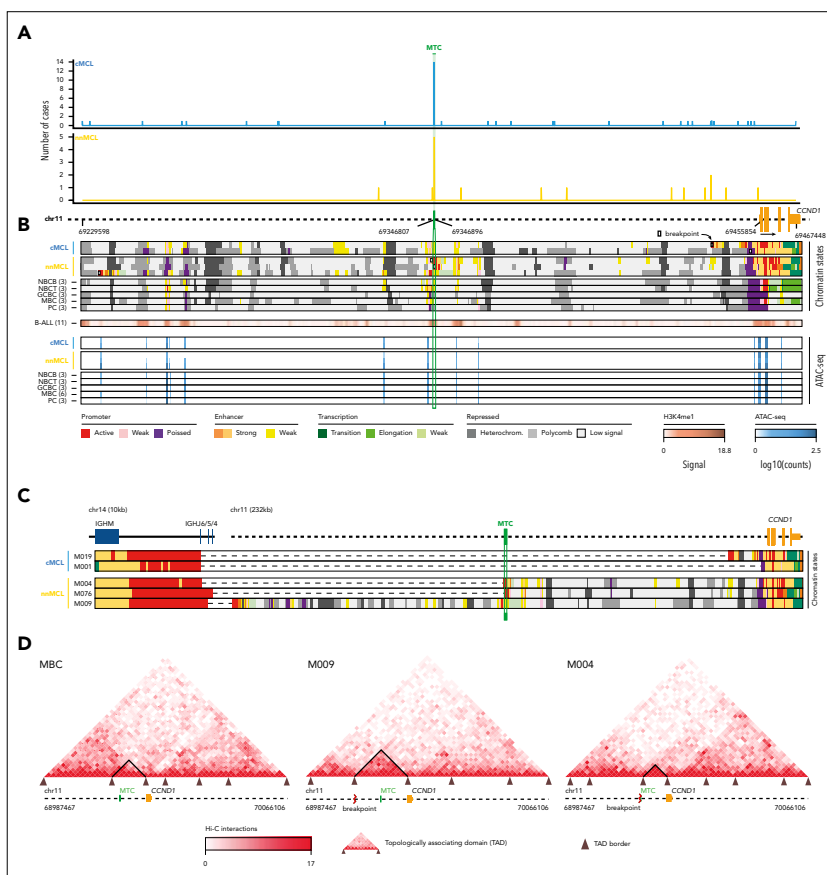 A
MTC
cMCL
14
12
10
8
6
4
2
0
Number of cases
nnMCL
5
4
3
2
1
0
chr11
CCND1
69229598
69346807
69346896
breakpoint
69455854
69467448
B
cMCL
nnMCL
NBCB (3)
NBCT (3)
GCBC (3)
MBC (3)
PC (3)
Chromatin states
B-ALL (11)
cMCL
nnMCL
NBCB (3)
NBCT (3)
GCBC (3)
MBC (6)
PC (3)
ATAC-seq
Promoter
Active
Weak
Poissed
Enhancer
Strong
Weak
Transcription
Transition
Elongation
Weak
Repressed
Heterochrom.
Polycomb
Low signal
H3K4me1
0
18.8
Signal
ATAC-seq
0
2.5
log10(counts)
C
chr14 (10kb)
chr11 (232kb)
IGHM
IGHJ6/5/4
MTC
CCND1
cMCL
M019
M001
nnMCL
M004
M076
M009
Chromatin states
D
MBC
M009
M004
chr11
MTC
CCND1
68987467
70066106
chr11
MTC
CCND1
68987467
breakpoint
70066106
chr11
MTC
CCND1
68987467
breakpoint
70066106
Hi-C interactions
0
17
Topologically associating domain (TAD)
TAD border